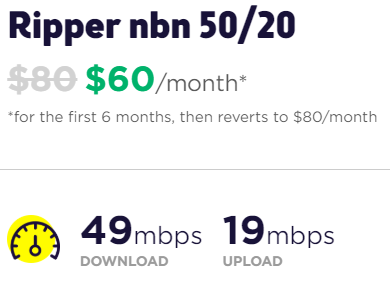 Ripper nbn 50/20
$80 $60/month*
*for the first 6 months, then reverts to $80/month
49mbps 19mbps
DOWNLOAD UPLOAD